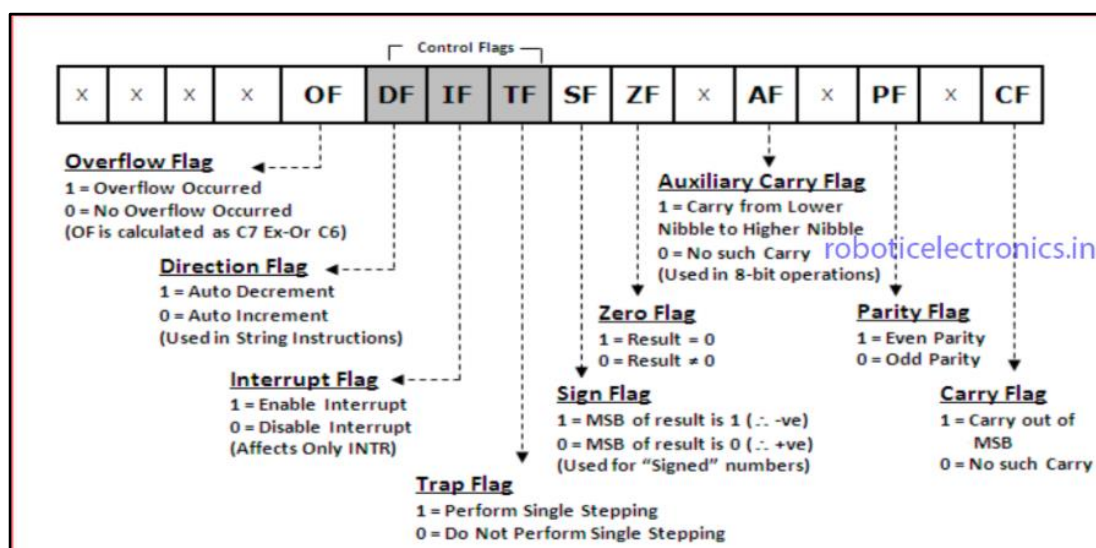 Control Flags
x x x x OF DF IF TF SF ZF x AF x PF x CF
Overflow Flag
1 = Overflow Occurred
0 = No Overflow Occurred
(OF is calculated as C7 Ex-Or C6)
Direction Flag
1 = Auto Decrement
0 = Auto Increment
(Used in String Instructions)
Interrupt Flag
1 = Enable Interrupt
0 = Disable Interrupt
(Affects Only INTR)
Trap Flag
1 = Perform Single Stepping
0 = Do Not Perform Single Stepping
Sign Flag
1 = MSB of result is 1 (∴ -ve)
0 = MSB of result is 0 (∴ +ve)
(Used for “Signed” numbers)
Zero Flag
1 = Result = 0
0 = Result ≠ 0
Auxiliary Carry Flag
1 = Carry from Lower
Nibble to Higher Nibble
0 = No such Carry
(Used in 8-bit operations)
roboticelectronics.in
Parity Flag
1 = Even Parity
0 = Odd Parity
Carry Flag
1 = Carry out of
MSB
0 = No such Carry